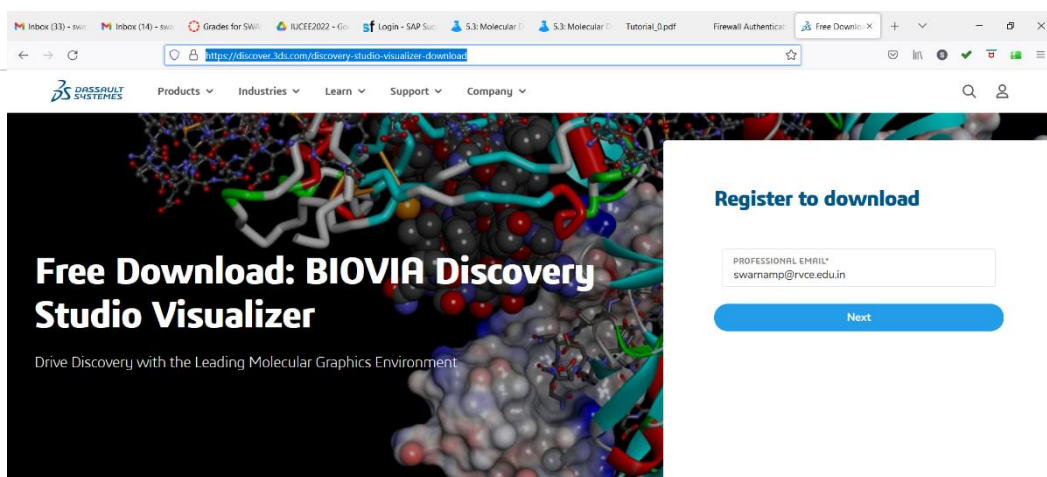 Inbox (33) - swa
Inbox (14) - swa
Grades for SWA
IUCEE2022 - Go
Login - SAP Suc
5.3: Molecular D
5.3: Molecular D
Tutorial_0.pdf
Firewall Authenticat
Free Downlo
https://discover.3ds.com/discovery-studio-visualizer-download
DASSAULT
SYSTEMES
Products
Industries
Learn
Support
Company
Free Download: BIOVIA Discovery
Studio Visualizer
Drive Discovery with the Leading Molecular Graphics Environment
Register to download
PROFESSIONAL EMAIL*
swarnamp@rvce.edu.in
Next